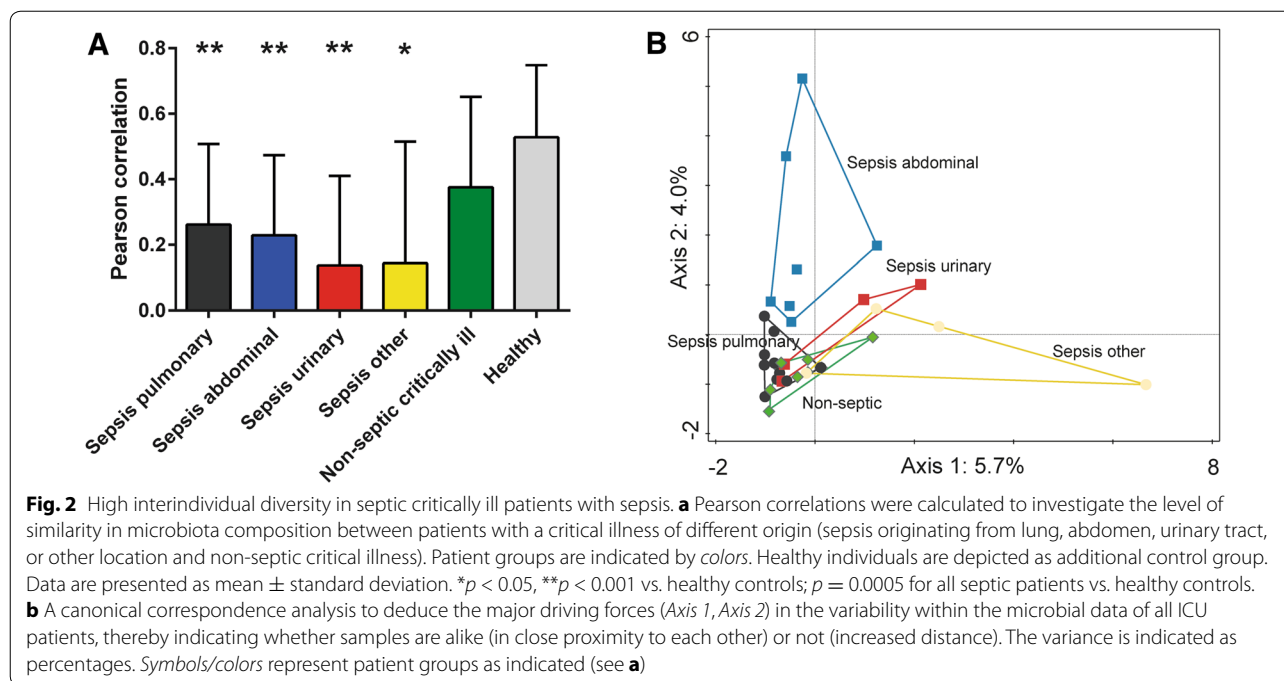 A
B
Pearson correlation
0.8
0.6
0.4
0.2
0.0
**
**
**
*
Sepsis pulmonary
Sepsis abdominal
Sepsis urinary
Sepsis other
Non-septic critically ill
Healthy
6
Axis 2: 4.0%
-2
Sepsis abdominal
Sepsis urinary
Sepsis pulmonary
Sepsis other
Non-septic
-2
Axis 1: 5.7%
8
Fig. 2 High interindividual diversity in septic critically ill patients with sepsis. a Pearson correlations were calculated to investigate the level of
similarity in microbiota composition between patients with a critical illness of different origin (sepsis originating from lung, abdomen, urinary tract,
or other location and non-septic critical illness). Patient groups are indicated by colors. Healthy individuals are depicted as additional control group.
Data are presented as mean ± standard deviation. *p < 0.05, **p < 0.001 vs. healthy controls; p = 0.0005 for all septic patients vs. healthy controls.
b A canonical correspondence analysis to deduce the major driving forces (Axis 1, Axis 2) in the variability within the microbial data of all ICU
patients, thereby indicating whether samples are alike (in close proximity to each other) or not (increased distance). The variance is indicated as
percentages. Symbols/colors represent patient groups as indicated (see a)